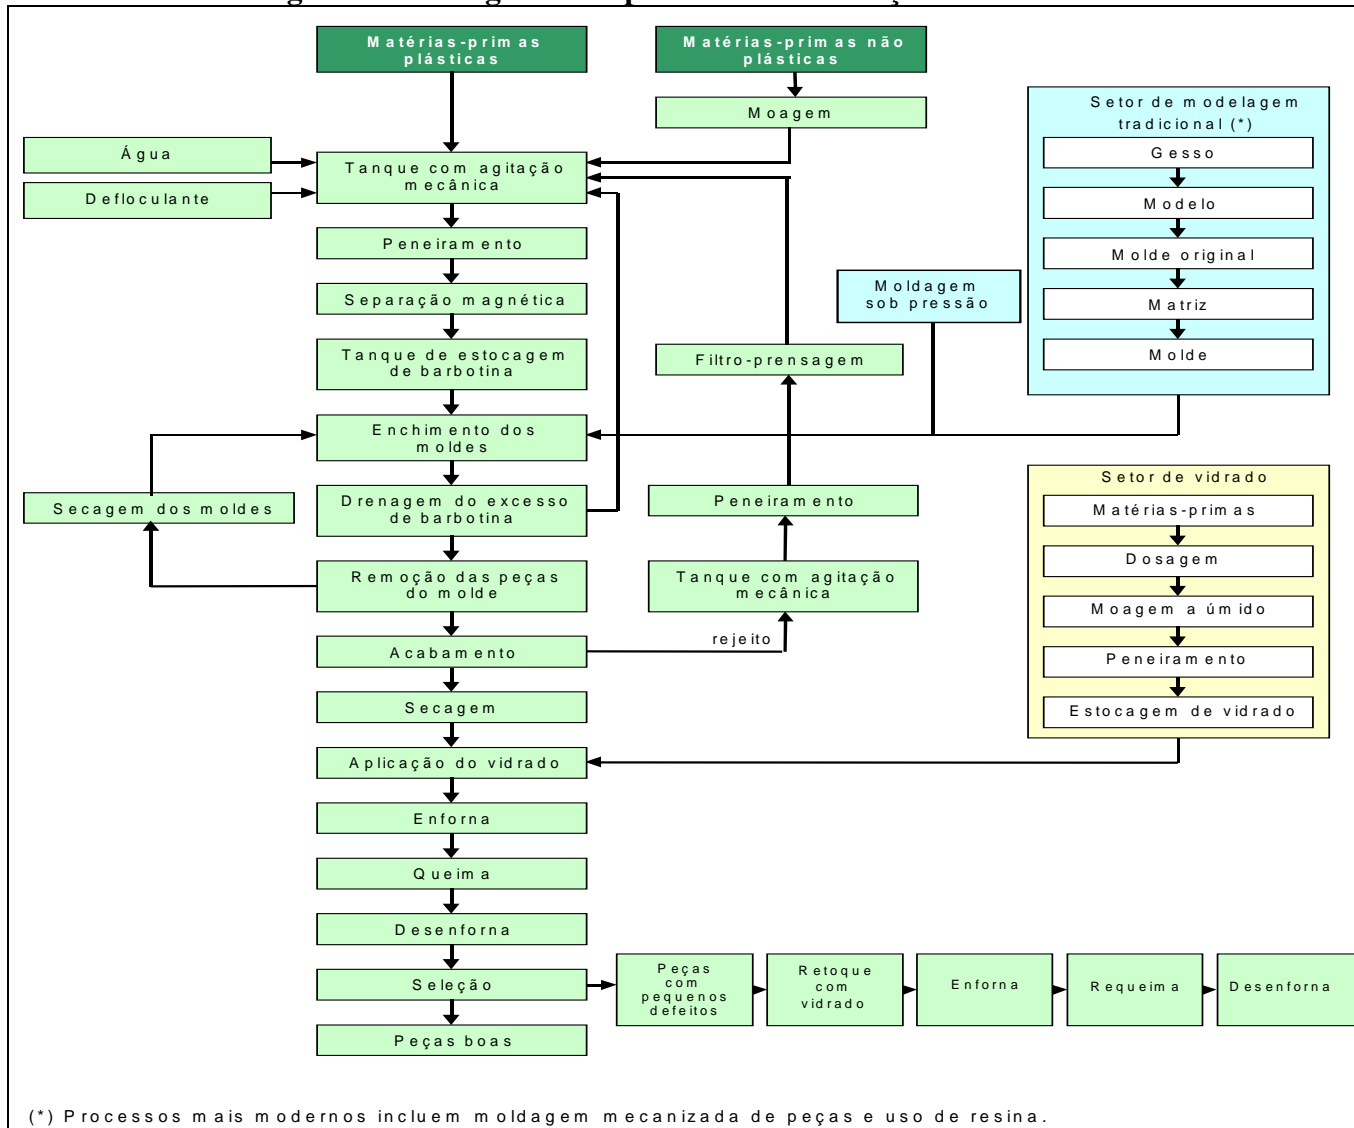 Matérias-primas
plásticas
Matérias-primas não
plásticas
Moagem
Água
Defloculante
Tanque com agitação
mecânica
Peneiramento
Separação magnética
Tanque de estocagem
de barbotina
Enchimento dos
moldes
Drenagem do excesso
de barbotina
Secagem dos moldes
Remoção das peças
do molde
Acabamento
rejeito
Tanque com agitação
mecânica
Peneiramento
Filtro-prensagem
Moldagem
sob pressão
Setor de modelagem
tradicional (*)
Gesso
Modelo
Molde original
Matriz
Molde
Setor de vidrado
Matérias-primas
Dosagem
Moagem a úmido
Peneiramento
Estocagem de vidrado
Secagem
Aplicação do vidrado
Enforna
Queima
Desenforna
Seleção
Peças
com
pequenos
defeitos
Retoque
com
vidrado
Enforna
Requeima
Desenforna
Peças boas
(*) Processos mais modernos incluem moldagem mecanizada de peças e uso de resina.